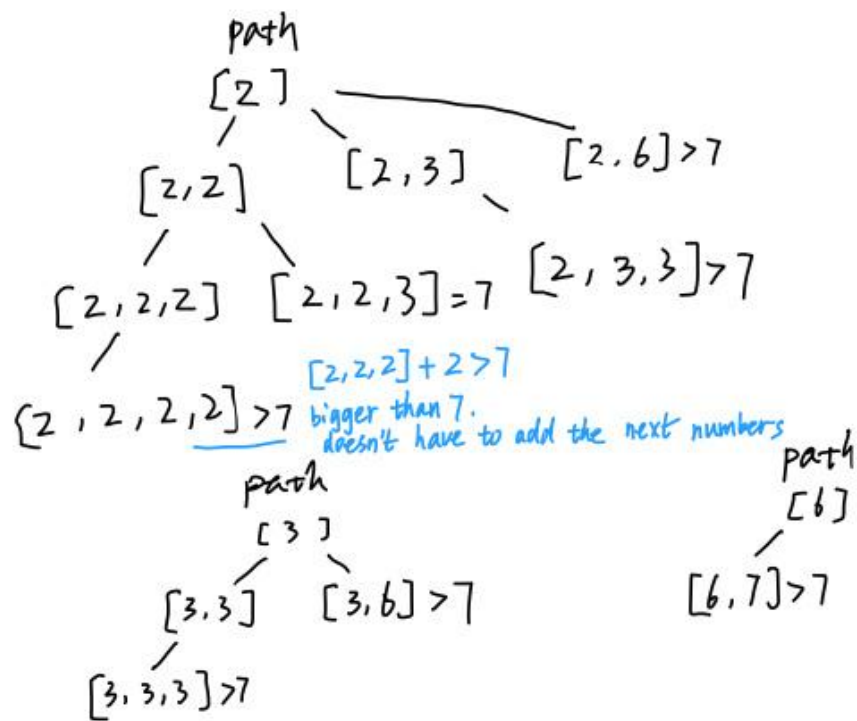 path
[2]
[2,2] [2,3] [2,6]>7
[2,2,2] [2,2,3]=7 [2,3,3]>7
[2,2,2]+2>7
[2,2,2,2]>7 bigger than 7.
doesn't have to add the next numbers
path
[3]
[3,3] [3,6]>7
[3,3,3]>7
path
[6]
[6,7]>7